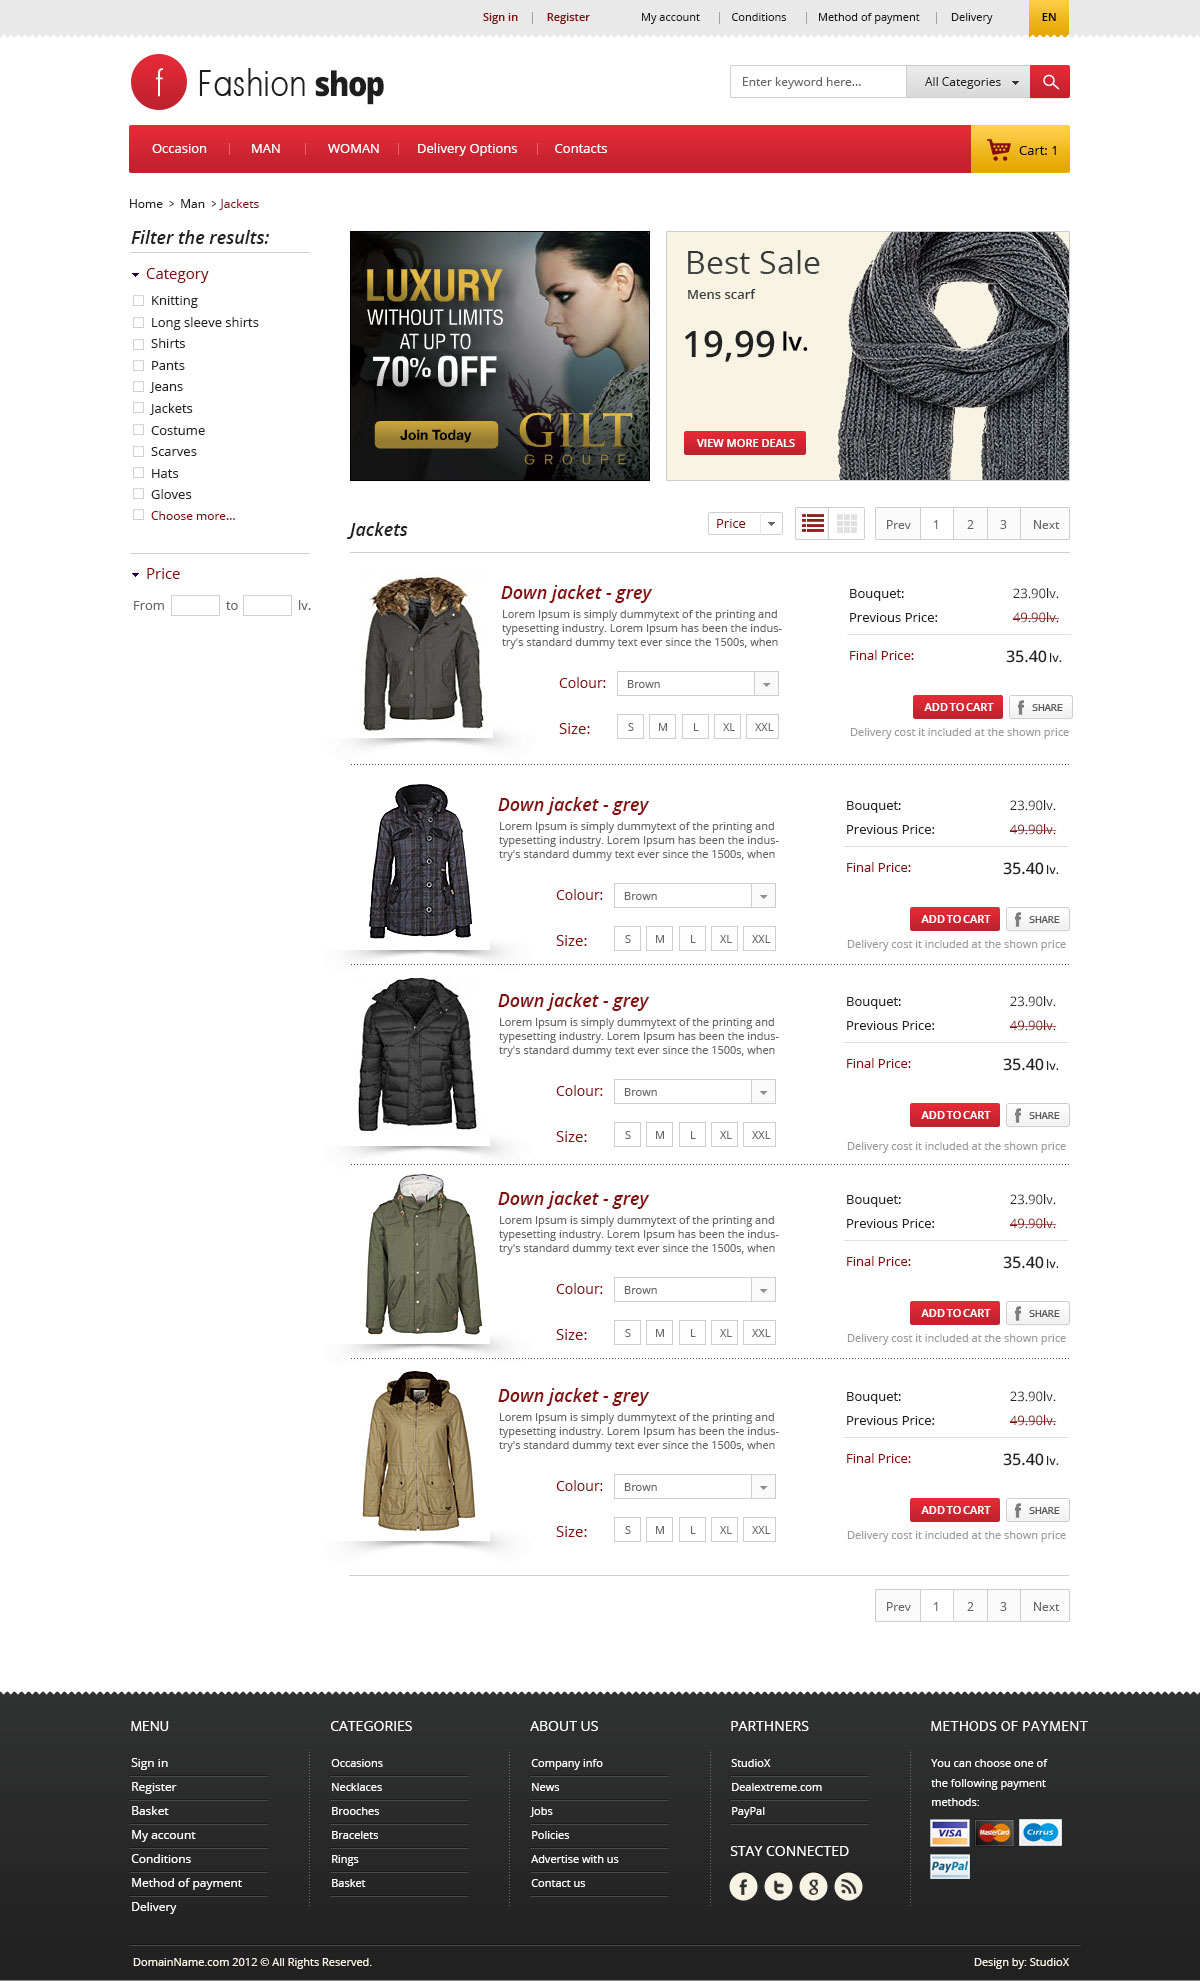 Sign in Register My account Conditions Method of payment Delivery EN
f Fashion shop
Enter keyword here... All Categories
Occasion MAN WOMAN Delivery Options Contacts Cart: 1
Home > Man > Jackets
Filter the results:
Category
Knitting
Long sleeve shirts
Shirts
Pants
Jeans
Jackets
Costume
Scarves
Hats
Gloves
Choose more...
Price
From to lv.
LUXURY
WITHOUT LIMITS
AT UP TO
70% OFF
Join Today
GILT
GROUPE
Best Sale
Mens scarf
19,99 lv.
VIEW MORE DEALS
Jackets Price Prev 1 2 3 Next
Down jacket - grey
Lorem Ipsum is simply dummytext of the printing and
typesetting industry. Lorem Ipsum has been the indus-
try's standard dummy text ever since the 1500s, when
Colour: Brown
Size: S M L XL XXL
Bouquet: 23.90lv.
Previous Price: 49.90lv.
Final Price: 35.40 lv.
ADD TO CART f SHARE
Delivery cost it included at the shown price
Down jacket - grey
Lorem Ipsum is simply dummytext of the printing and
typesetting industry. Lorem Ipsum has been the indus-
try's standard dummy text ever since the 1500s, when
Colour: Brown
Size: S M L XL XXL
Bouquet: 23.90lv.
Previous Price: 49.90lv.
Final Price: 35.40 lv.
ADD TO CART f SHARE
Delivery cost it included at the shown price
Down jacket - grey
Lorem Ipsum is simply dummytext of the printing and
typesetting industry. Lorem Ipsum has been the indus-
try's standard dummy text ever since the 1500s, when
Colour: Brown
Size: S M L XL XXL
Bouquet: 23.90lv.
Previous Price: 49.90lv.
Final Price: 35.40 lv.
ADD TO CART f SHARE
Delivery cost it included at the shown price
Down jacket - grey
Lorem Ipsum is simply dummytext of the printing and
typesetting industry. Lorem Ipsum has been the indus-
try's standard dummy text ever since the 1500s, when
Colour: Brown
Size: S M L XL XXL
Bouquet: 23.90lv.
Previous Price: 49.90lv.
Final Price: 35.40 lv.
ADD TO CART f SHARE
Delivery cost it included at the shown price
Down jacket - grey
Lorem Ipsum is simply dummytext of the printing and
typesetting industry. Lorem Ipsum has been the indus-
try's standard dummy text ever since the 1500s, when
Colour: Brown
Size: S M L XL XXL
Bouquet: 23.90lv.
Previous Price: 49.90lv.
Final Price: 35.40 lv.
ADD TO CART f SHARE
Delivery cost it included at the shown price
Prev 1 2 3 Next
MENU
Sign in
Register
Basket
My account
Conditions
Method of payment
Delivery
CATEGORIES
Occasions
Necklaces
Brooches
Bracelets
Rings
Basket
ABOUT US
Company info
News
Jobs
Policies
Advertise with us
Contact us
PARTHNERS
StudioX
Dealextreme.com
PayPal
STAY CONNECTED
f t g
METHODS OF PAYMENT
You can choose one of
the following payment
methods:
VISA MasterCard Cirrus
PayPal
DomainName.com 2012 © All Rights Reserved. Design by: StudioX